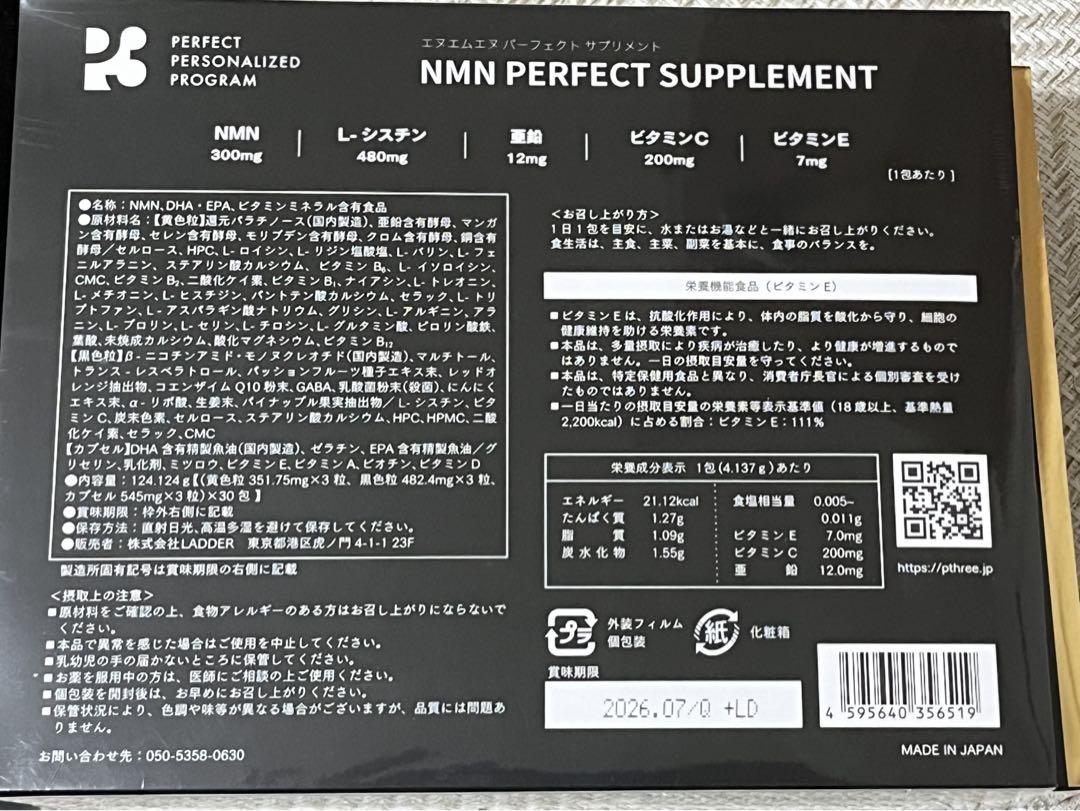 PERFECT
PERSONALIZED
PROGRAM
エヌエムエヌ パーフェクト サプリメント
NMN PERFECT SUPPLEMENT
NMN
300mg
L-シスチン
480mg
亜鉛
12mg
ビタミンC
200mg
ビタミンE
7mg
[1包あたり]
●名称：NMN、DHA・EPA、ビタミンミネラル含有食品
●原材料名：【黄色粒】還元パラチノース(国内製造)、亜鉛含有酵母、マンガ
ン含有酵母、セレン含有酵母、モリブデン含有酵母、クロム含有酵母、銅含有
酵母／セルロース、HPC、L-ロイシン、L-リジン塩酸塩、L-バリン、L-フェ
ニルアラニン、ステアリン酸カルシウム、ビタミンB₆、L-イソロイシン、
CMC、ビタミンB₂、二酸化ケイ素、ビタミンB₁、ナイアシン、L-トレオニン、
L-メチオニン、L-ヒスチジン、パントテン酸カルシウム、セラック、L-トリ
プトファン、L-アスパラギン酸ナトリウム、グリシン、L-アルギニン、アラ
ニン、L-プロリン、L-セリン、L-チロシン、L-グルタミン酸、ピロリン酸鉄、
葉酸、未焼成カルシウム、酸化マグネシウム、ビタミンB₁₂
【黒色粒】β-ニコチンアミド・モノヌクレオチド(国内製造)、マルチトール、
トランス-レスベラトロール、パッションフルーツ種子エキス末、レッドオ
レンジ抽出物、コエンザイムQ10粉末、GABA、乳酸菌粉末(殺菌)、にんにく
エキス末、α-リポ酸、生姜末、パイナップル果実抽出物／L-シスチン、ビタ
ミンC、炭末色素、セルロース、ステアリン酸カルシウム、HPC、HPMC、二酸
化ケイ素、セラック、CMC
【カプセル】DHA含有精製魚油(国内製造)、ゼラチン、EPA含有精製魚油／グ
リセリン、乳化剤、ミツロウ、ビタミンE、ビタミンA、ビオチン、ビタミンD
●内容量：124.124g【(黄色粒351.75mg×3粒、黒色粒482.4mg×3粒、
カプセル545mg×3粒)×30包】
●賞味期限：枠外右側に記載
●保存方法：直射日光、高温多湿を避けて保存してください。
●販売者：株式会社LADDER 東京都港区虎ノ門4-1-1 23F
製造所固有記号は賞味期限の右側に記載
＜摂取上の注意＞
■原材料をご確認の上、食物アレルギーのある方はお召し上がりにならないで
ください。
■本品で異常を感じた場合はご使用を中止してください。
■乳幼児の手の届かないところに保管してください。
■お薬を服用中の方は、医師にご相談の上ご使用ください。
■個包装を開封後は、お早めにお召し上がりください。
■保管状況により、色調や味等が異なる場合がございますが、品質には問題あ
りません。
お問い合わせ先：050-5358-0630
＜お召し上がり方＞
1日1包を目安に、水またはお湯などと一緒にお召し上がりください。
食生活は、主食、主菜、副菜を基本に、食事のバランスを。
栄養機能食品（ビタミンE）
■ビタミンEは、抗酸化作用により、体内の脂質を酸化から守り、細胞の
健康維持を助ける栄養素です。
■本品は、多量摂取により疾病が治癒したり、より健康が増進するもので
はありません。一日の摂取目安量を守ってください。
■本品は、特定保健用食品と異なり、消費者庁長官による個別審査を受け
たものではありません。
■一日当たりの摂取目安量の栄養素等表示基準値（18歳以上、基準熱量
2,200kcal）に占める割合：ビタミンE：111%
栄養成分表示 1包(4.137g)あたり
エネルギー 21.12kcal
たんぱく質 1.27g
脂質 1.09g
炭水化物 1.55g
食塩相当量 0.005~
0.011g
ビタミンE 7.0mg
ビタミンC 200mg
亜鉛 12.0mg
https://pthree.jp
プラ
外装フィルム
個包装
紙
化粧箱
賞味期限
2026.07/Q +LD
4 595640 356519
MADE IN JAPAN